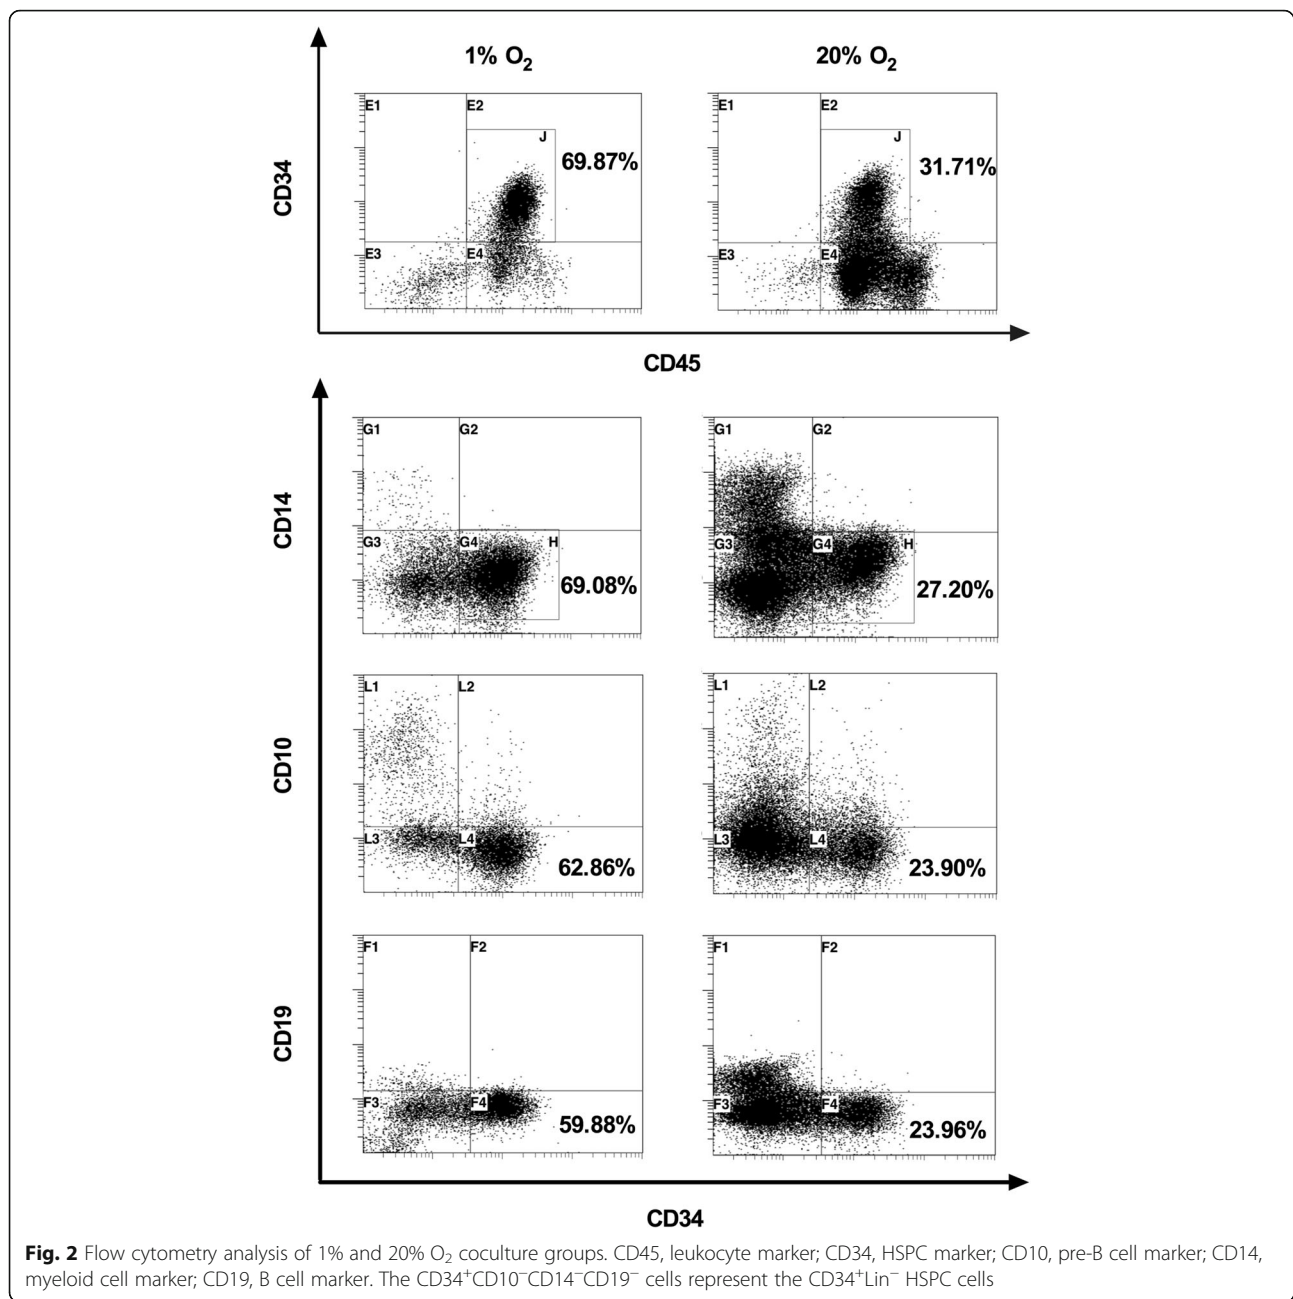 1% O2
20% O2
E1 E2
J
69.87%
E3 E4
E1 E2
J
31.71%
E3 E4
CD34
CD45
G1 G2
G3 G4 H
69.08%
G1 G2
G3 G4 H
27.20%
CD14
L1 L2
L3 L4
62.86%
L1 L2
L3 L4
23.90%
CD10
F1 F2
F3 F4
59.88%
F1 F2
F3 F4
23.96%
CD19
CD34
Fig. 2 Flow cytometry analysis of 1% and 20% O2 coculture groups. CD45, leukocyte marker; CD34, HSPC marker; CD10, pre-B cell marker; CD14,
myeloid cell marker; CD19, B cell marker. The CD34+CD10−CD14−CD19− cells represent the CD34+Lin− HSPC cells